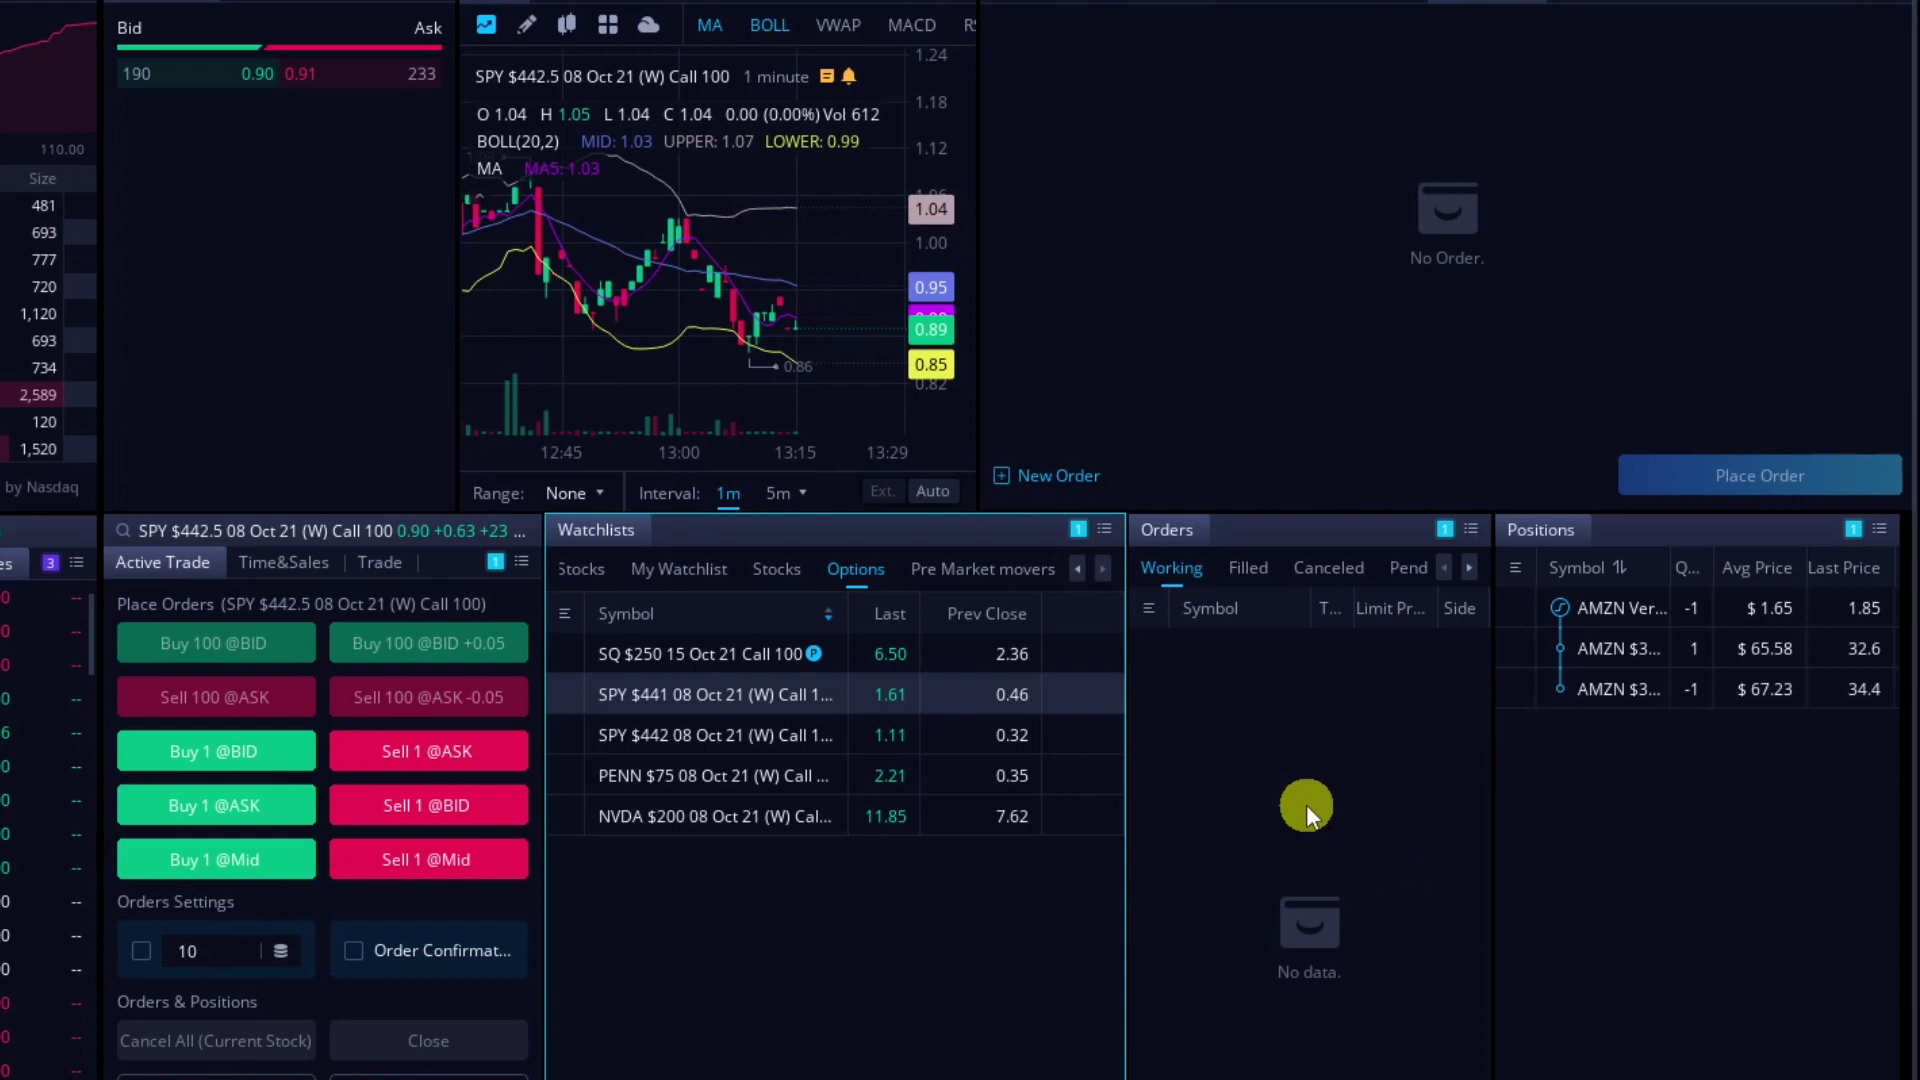 110.00
Size
481
693
777
720
1,120
693
734
2,589
120
1,520
by Nasdaq
Bid Ask
190 0.90 0.91 233
MA BOLL VWAP MACD
SPY $442.5 08 Oct 21 (W) Call 100 1 minute
O 1.04 H 1.05 L 1.04 C 1.04 0.00 (0.00%) Vol 612
BOLL(20,2) MID: 1.03 UPPER: 1.07 LOWER: 0.99
MA MA5: 1.03
1.24
1.18
1.12
1.06
1.04
1.00
0.95
0.89
0.85
0.82
0.86
12:45 13:00 13:15 13:29
Range: None Interval: 1m 5m Ext. Auto
No Order.
New Order
Place Order
3
SPY $442.5 08 Oct 21 (W) Call 100 0.90 +0.63 +23 ...
Active Trade Time&Sales Trade 1
Place Orders (SPY $442.5 08 Oct 21 (W) Call 100)
Buy 100 @BID Buy 100 @BID +0.05
Sell 100 @ASK Sell 100 @ASK -0.05
Buy 1 @BID Sell 1 @ASK
Buy 1 @ASK Sell 1 @BID
Buy 1 @Mid Sell 1 @Mid
Orders Settings
10 Order Confirmat...
Orders & Positions
Cancel All (Current Stock) Close
Watchlists 1
Stocks My Watchlist Stocks Options Pre Market movers
Symbol Last Prev Close
SQ $250 15 Oct 21 Call 100 P 6.50 2.36
SPY $441 08 Oct 21 (W) Call 1... 1.61 0.46
SPY $442 08 Oct 21 (W) Call 1... 1.11 0.32
PENN $75 08 Oct 21 (W) Call ... 2.21 0.35
NVDA $200 08 Oct 21 (W) Cal... 11.85 7.62
Orders 1
Working Filled Canceled Pend
Symbol T... Limit Pr... Side
No data.
Positions 1
Symbol Q... Avg Price Last Price
AMZN Ver... -1 $ 1.65 1.85
AMZN $3... 1 $ 65.58 32.6
AMZN $3... -1 $ 67.23 34.4